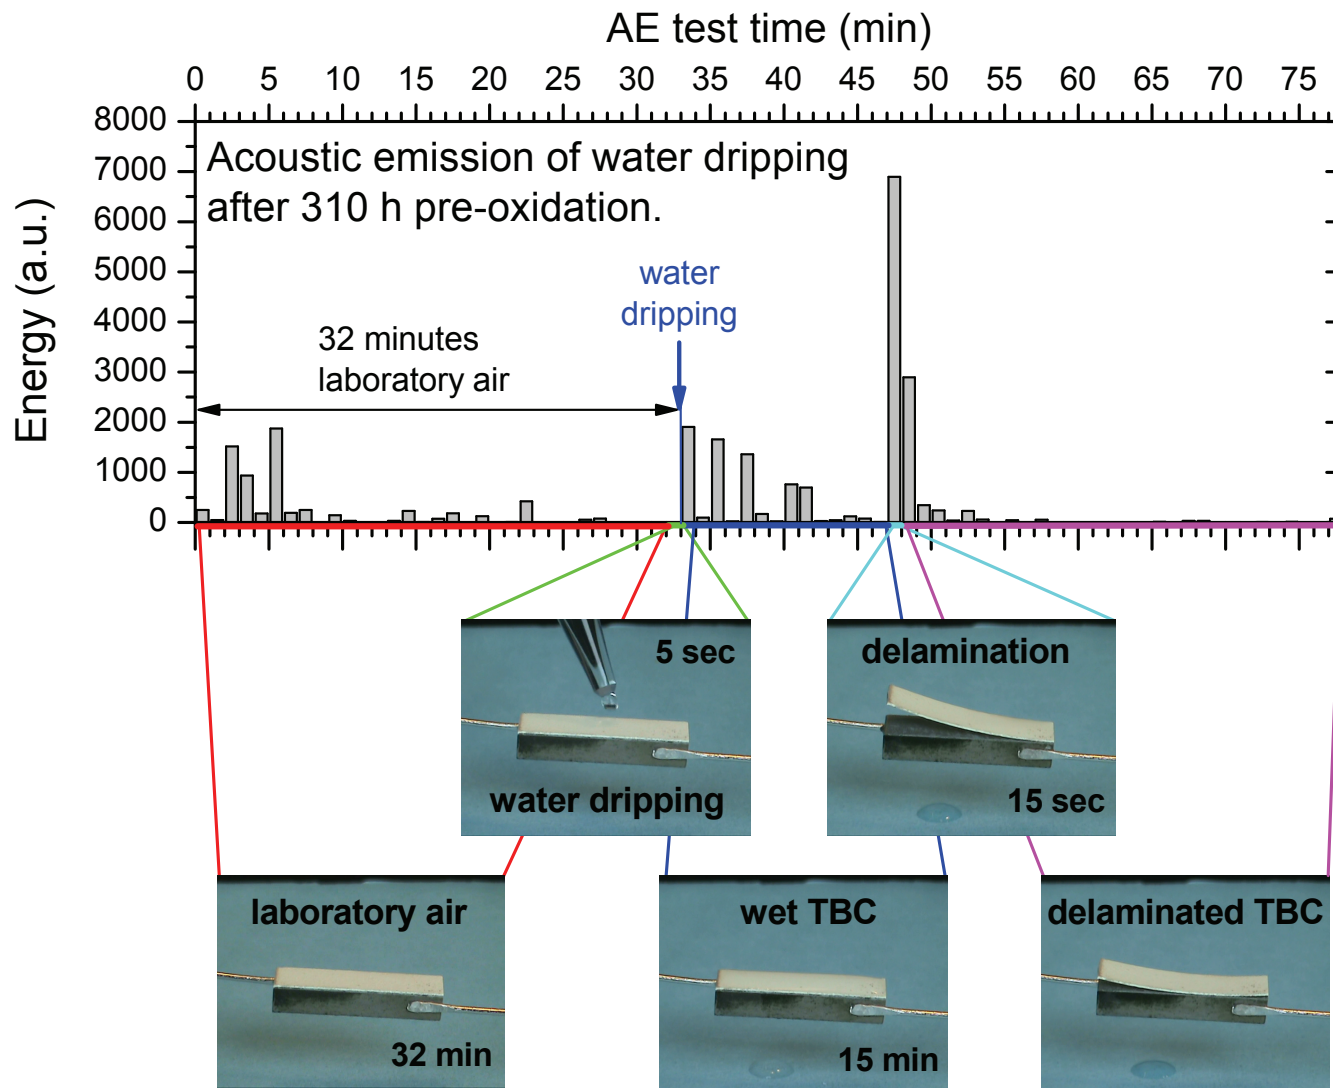 AE test time (min)
0 5 10 15 20 25 30 35 40 45 50 55 60 65 70 75
8000
7000
6000
5000
4000
3000
2000
1000
0
Energy (a.u.)
Acoustic emission of water dripping
after 310 h pre-oxidation.
water
dripping
32 minutes
laboratory air
5 sec
water dripping
delamination
15 sec
laboratory air
32 min
wet TBC
15 min
delaminated TBC